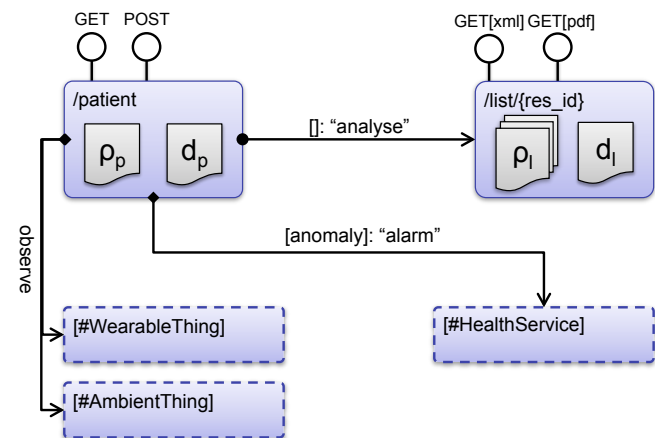 GET POST
GET[xml] GET[pdf]
/patient
/list/{res_id}
ρp
dp
[]: “analyse”
ρl
dl
[anomaly]: “alarm”
observe
[#WearableThing]
[#HealthService]
[#AmbientThing]